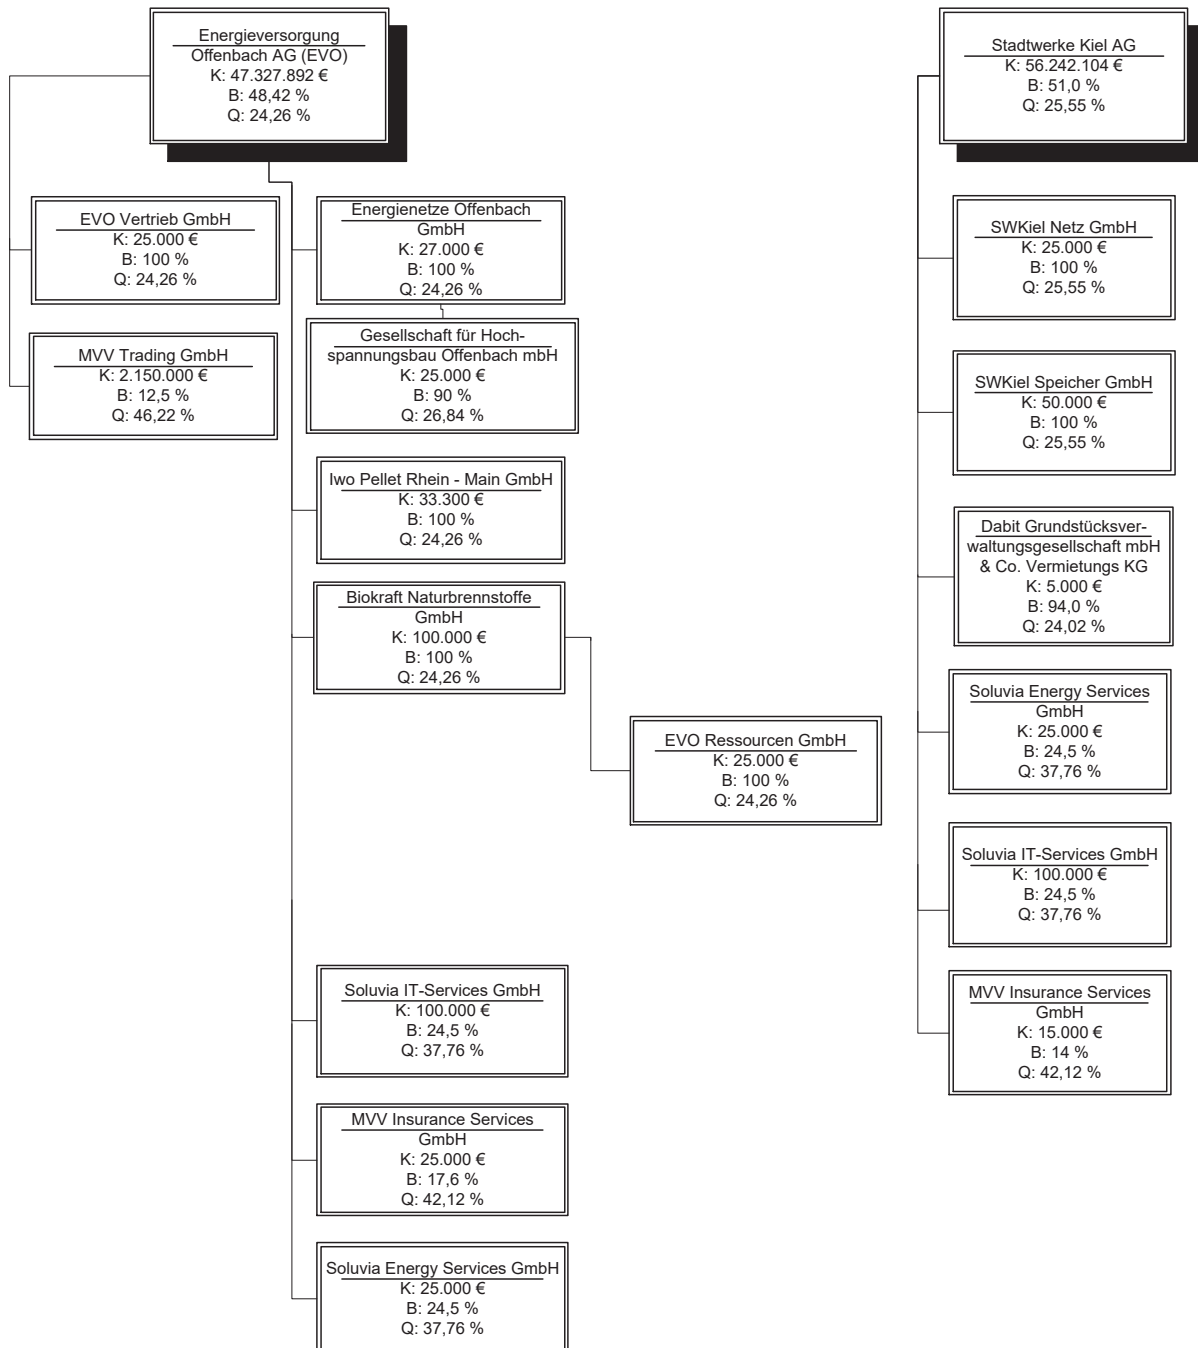 Energieversorgung
Offenbach AG (EVO)
K: 47.327.892 €
B: 48,42 %
Q: 24,26 %
EVO Vertrieb GmbH
K: 25.000 €
B: 100 %
Q: 24,26 %
MVV Trading GmbH
K: 2.150.000 €
B: 12,5 %
Q: 46,22 %
Energienetze Offenbach
GmbH
K: 27.000 €
B: 100 %
Q: 24,26 %
Gesellschaft für Hoch-
spannungsbau Offenbach mbH
K: 25.000 €
B: 90 %
Q: 26,84 %
Iwo Pellet Rhein - Main GmbH
K: 33.300 €
B: 100 %
Q: 24,26 %
Biokraft Naturbrennstoffe
GmbH
K: 100.000 €
B: 100 %
Q: 24,26 %
EVO Ressourcen GmbH
K: 25.000 €
B: 100 %
Q: 24,26 %
Soluvia IT-Services GmbH
K: 100.000 €
B: 24,5 %
Q: 37,76 %
MVV Insurance Services
GmbH
K: 25.000 €
B: 17,6 %
Q: 42,12 %
Soluvia Energy Services GmbH
K: 25.000 €
B: 24,5 %
Q: 37,76 %
Stadtwerke Kiel AG
K: 56.242.104 €
B: 51,0 %
Q: 25,55 %
SWKiel Netz GmbH
K: 25.000 €
B: 100 %
Q: 25,55 %
SWKiel Speicher GmbH
K: 50.000 €
B: 100 %
Q: 25,55 %
Dabit Grundstücksver-
waltungsgesellschaft mbH
& Co. Vermietungs KG
K: 5.000 €
B: 94,0 %
Q: 24,02 %
Soluvia Energy Services
GmbH
K: 25.000 €
B: 24,5 %
Q: 37,76 %
Soluvia IT-Services GmbH
K: 100.000 €
B: 24,5 %
Q: 37,76 %
MVV Insurance Services
GmbH
K: 15.000 €
B: 14 %
Q: 42,12 %